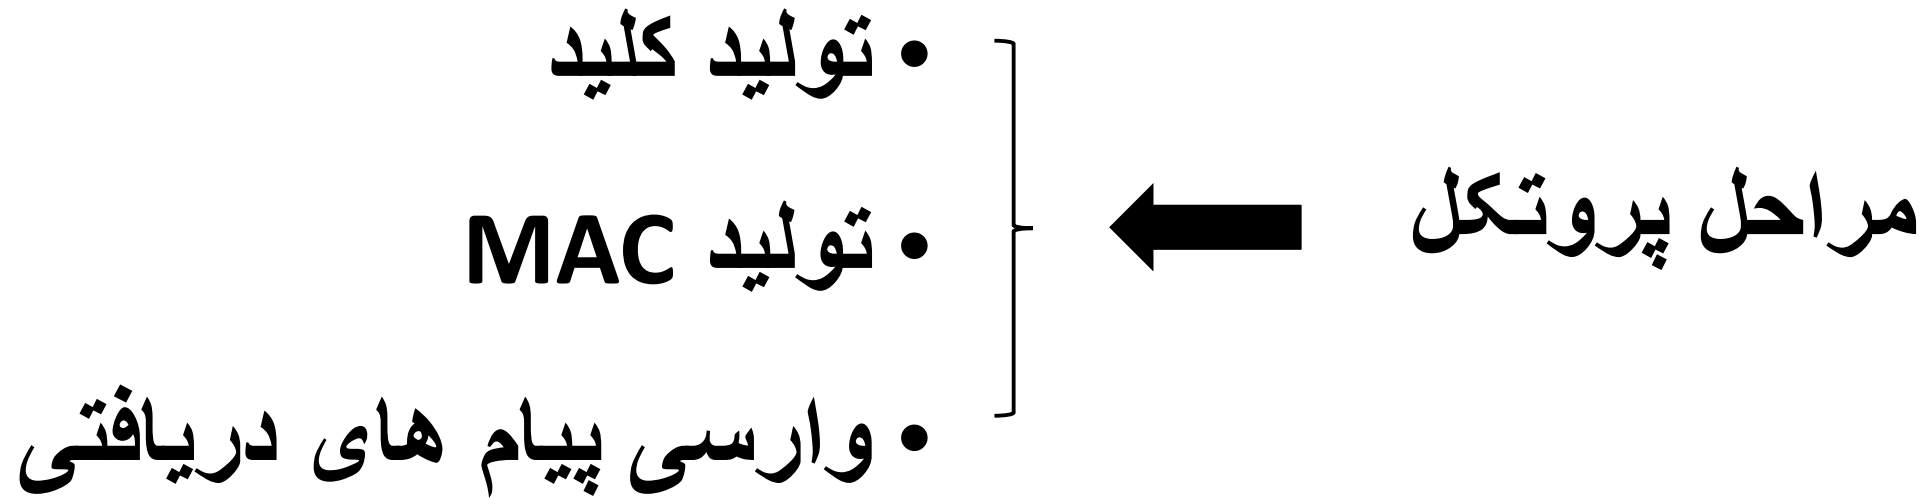 مراحل پروتکل
• تولید کلید
• تولید MAC
• وارسی پیام های دریافتی